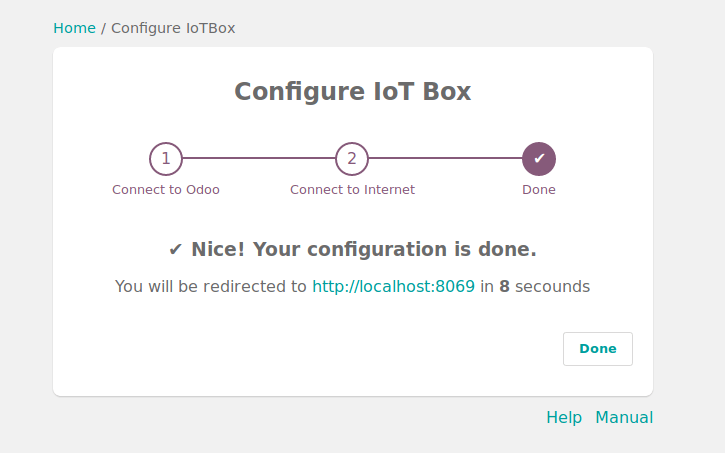 Home / Configure IoTBox
Configure IoT Box
1 2 ✔
Connect to Odoo Connect to Internet Done
✔ Nice! Your configuration is done.
You will be redirected to http://localhost:8069 in 8 secounds
Done
Help Manual